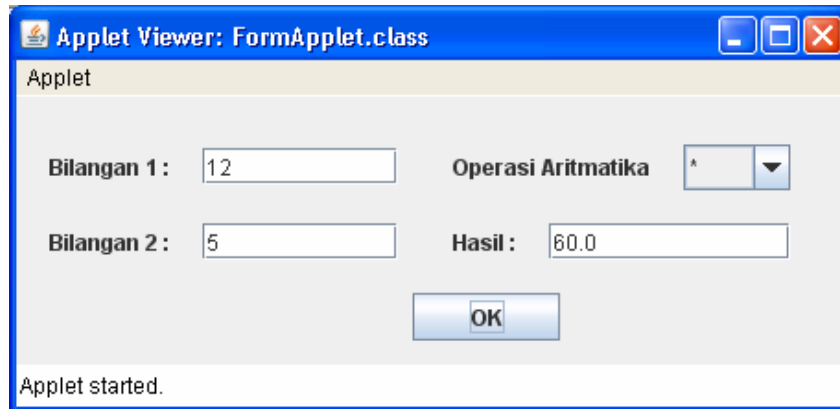 Applet Viewer: FormApplet.class
Applet
Bilangan 1 : 12 Operasi Aritmatika *
Bilangan 2 : 5 Hasil : 60.0
OK
Applet started.